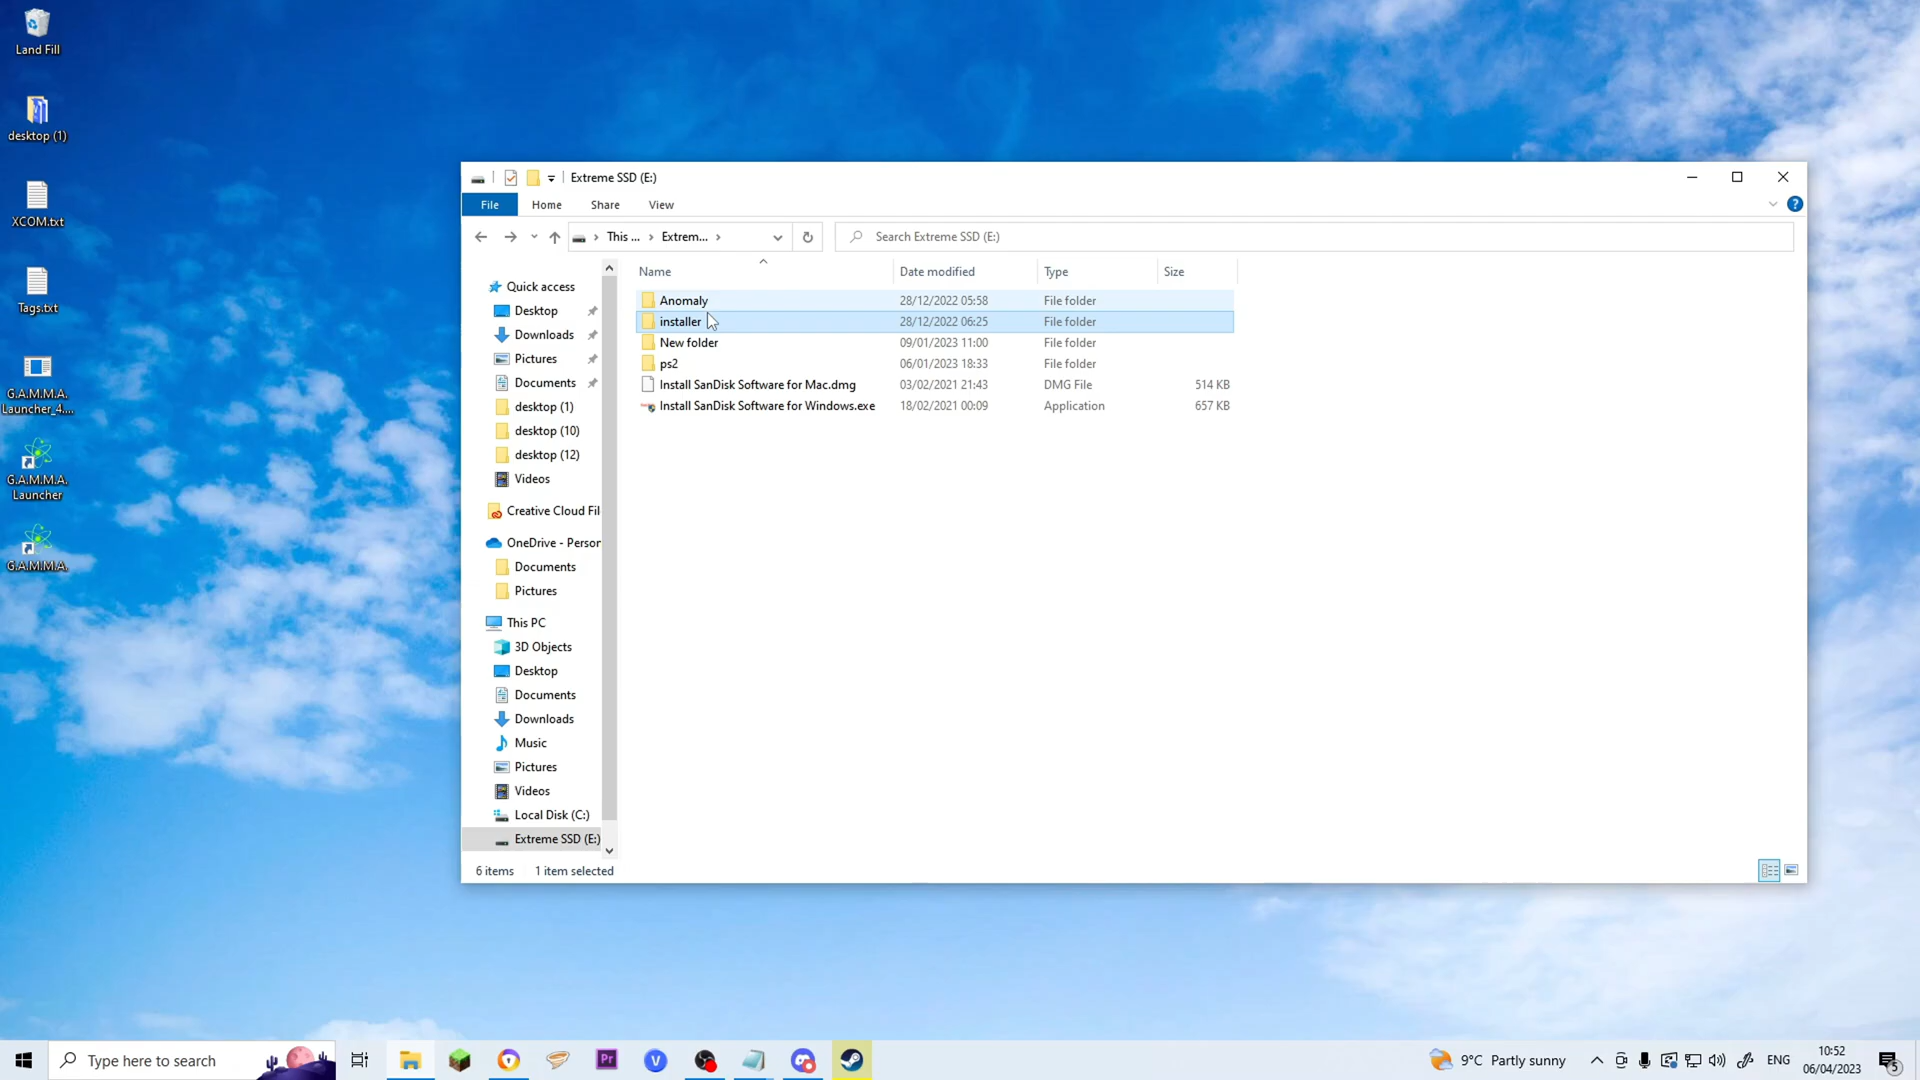 Land Fill
desktop (1)
XCOM.txt
Tags.txt
G.A.M.M.A.
Launcher_4....
G.A.M.M.A.
Launcher
G.A.M.M.A.
Extreme SSD (E:)
File Home Share View
This ... Extrem...
Search Extreme SSD (E:)
Name Date modified Type Size
Quick access
Desktop
Downloads
Pictures
Documents
desktop (1)
desktop (10)
desktop (12)
Videos
Creative Cloud Fil
OneDrive - Person
Documents
Pictures
This PC
3D Objects
Desktop
Documents
Downloads
Music
Pictures
Videos
Local Disk (C:)
Extreme SSD (E:)
Anomaly 28/12/2022 05:58 File folder
installer 28/12/2022 06:25 File folder
New folder 09/01/2023 11:00 File folder
ps2 06/01/2023 18:33 File folder
Install SanDisk Software for Mac.dmg 03/02/2021 21:43 DMG File 514 KB
Install SanDisk Software for Windows.exe 18/02/2021 00:09 Application 657 KB
6 items 1 item selected
Type here to search
Pr
V
9°C Partly sunny
ENG
10:52
06/04/2023
5